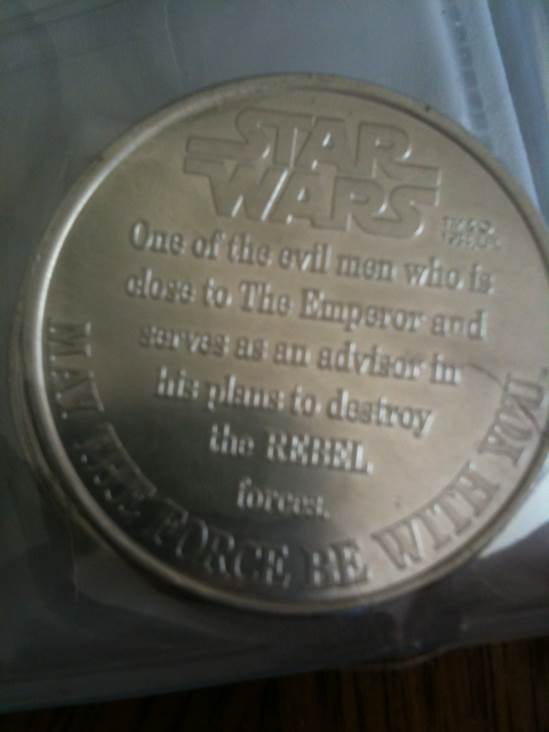 STAR
WARS
One of the evil men who is
close to The Emperor and
serves as an advisor in
his plans to destroy
the REBEL
forces.
MAY THE FORCE BE WITH YOU